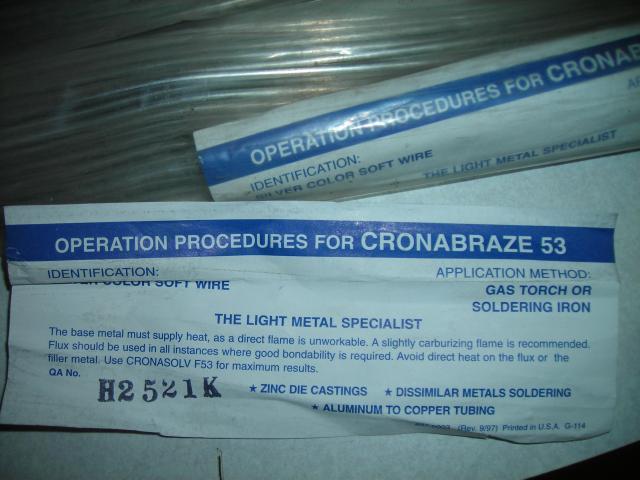 OPERATION PROCEDURES FOR CRONAB
IDENTIFICATION:
SILVER COLOR SOFT WIRE
THE LIGHT METAL SPECIALIST
OPERATION PROCEDURES FOR CRONABRAZE 53
IDENTIFICATION:
SILVER COLOR SOFT WIRE
APPLICATION METHOD:
GAS TORCH OR
SOLDERING IRON
THE LIGHT METAL SPECIALIST
The base metal must supply heat, as a direct flame is unworkable. A slightly carburizing flame is recommended.
Flux should be used in all instances where good bondability is required. Avoid direct heat on the flux or the
filler metal. Use CRONASOLV F53 for maximum results.
QA No.
H2521K
★ ZINC DIE CASTINGS ★ DISSIMILAR METALS SOLDERING
★ ALUMINUM TO COPPER TUBING
(Rev. 9/97) Printed in U.S.A. G-114